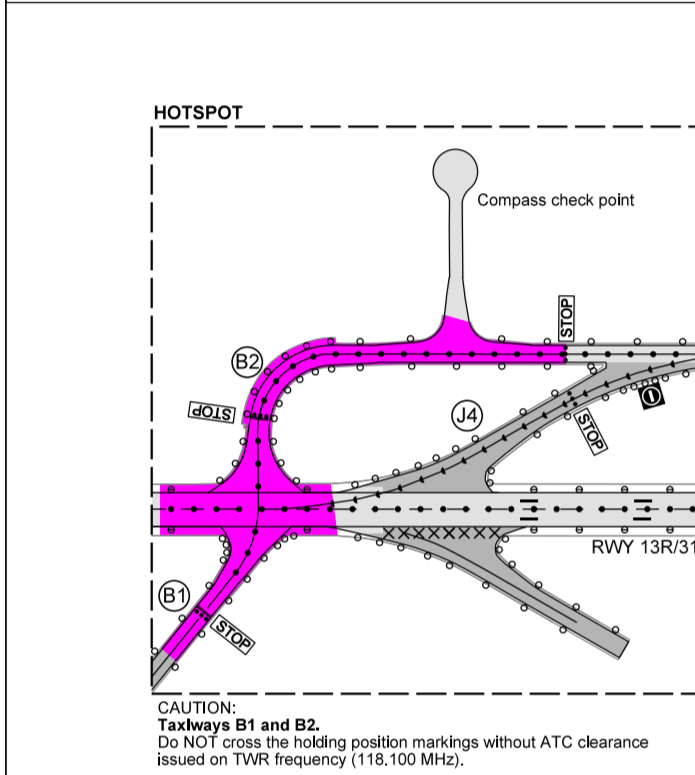 HOTSPOT
Compass check point
STOP
B2
STOP
J4
STOP
RWY 13R/31
B1
STOP
CAUTION:
Taxiways B1 and B2.
Do NOT cross the holding position markings without ATC clearance
issued on TWR frequency (118.100 MHz).